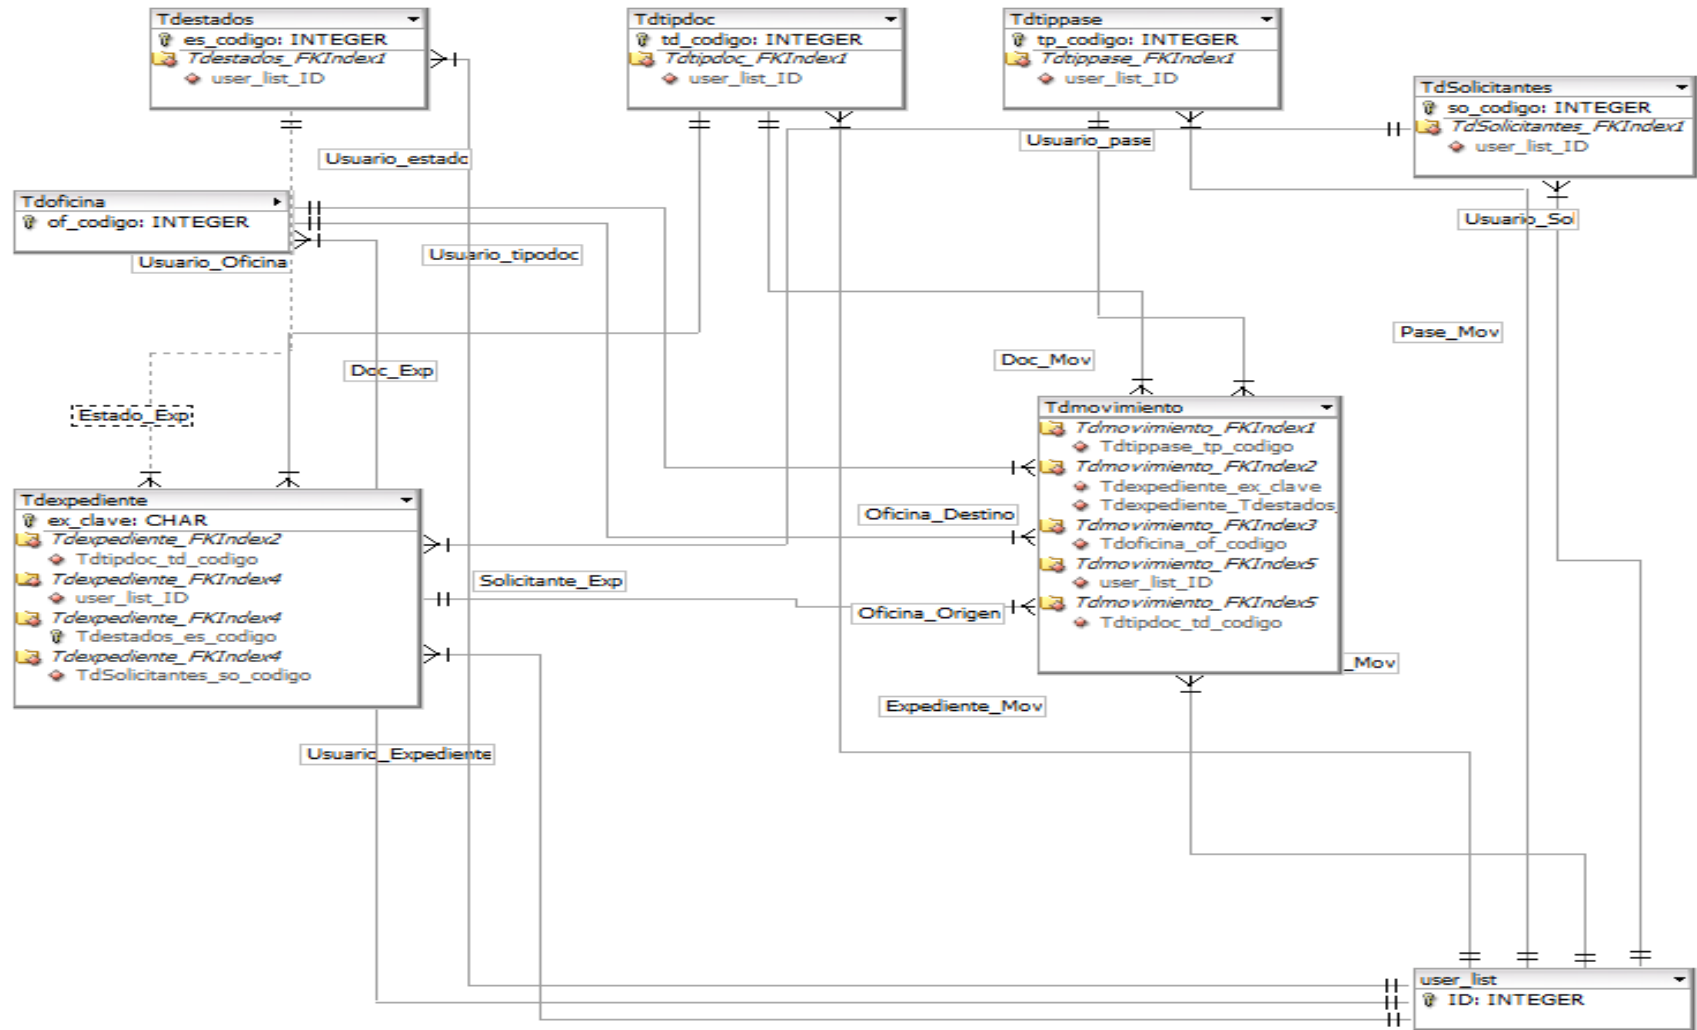 Tdestados
es_codigo: INTEGER
Tdestados_FKIndex1
user_list_ID
Tdtipdoc
td_codigo: INTEGER
Tdtipdoc_FKIndex1
user_list_ID
Tdtippase
tp_codigo: INTEGER
Tdtippase_FKIndex1
user_list_ID
TdSolicitantes
so_codigo: INTEGER
TdSolicitantes_FKIndex1
user_list_ID
Usuario_estado
Usuario_pase
Tdoficina
of_codigo: INTEGER
Usuario_Sol
Usuario_Oficina
Usuario_tipodoc
Pase_Mov
Doc_Exp
Doc_Mov
Estado_Exp
Tdmovimiento
Tdmovimiento_FKIndex1
Tdtippase_tp_codigo
Tdmovimiento_FKIndex2
Tdexpediente_ex_clave
Tdexpediente_Tdestados_
Tdmovimiento_FKIndex3
Tdoficina_of_codigo
Tdmovimiento_FKIndex5
user_list_ID
Tdmovimiento_FKIndex5
Tdtipdoc_td_codigo
Tdexpediente
ex_clave: CHAR
Tdexpediente_FKIndex2
Tdtipdoc_td_codigo
Tdexpediente_FKIndex4
user_list_ID
Tdexpediente_FKIndex4
Tdestados_es_codigo
Tdexpediente_FKIndex4
TdSolicitantes_so_codigo
Oficina_Destino
Solicitante_Exp
Oficina_Origen
_Mov
Expediente_Mov
Usuario_Expediente
user_list
ID: INTEGER